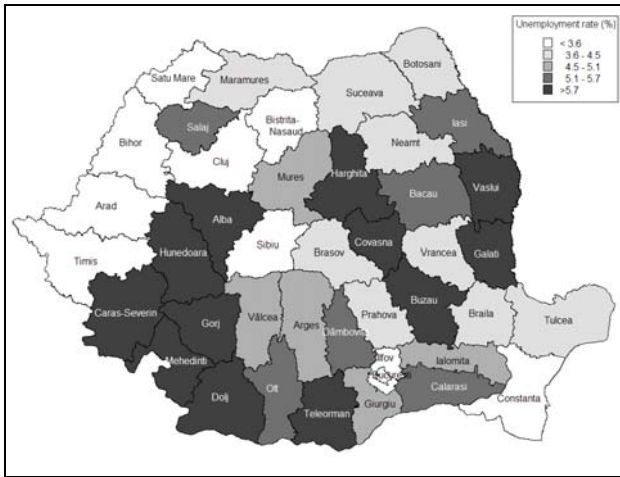 Unemployment rate (%)
< 3.6
3.6 - 4.5
4.5 - 5.1
5.1 - 5.7
>5.7
Botosani
Satu Mare
Maramures
Suceava
Salaj
Bistrita-
Nasaud
Iasi
Bihor
Neamt
Cluj
Mures
Harghita
Bacau
Vaslui
Arad
Alba
Sibiu
Covasna
Hunedoara
Brasov
Vrancea
Galati
Timis
Caras-Severin
Gorj
Vâlcea
Arges
Dâmbovita
Prahova
Buzau
Braila
Tulcea
Mehedinti
Ilfov
Ialomita
Bucuresti
Dolj
Olt
Teleorman
Giurgiu
Calarasi
Constanta